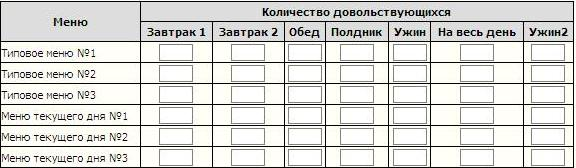 Меню
Количество довольствующихся
Завтрак 1 Завтрак 2 Обед Полдник Ужин На весь день Ужин2
Типовое меню №1
Типовое меню №2
Типовое меню №3
Меню текущего дня №1
Меню текущего дня №2
Меню текущего дня №3